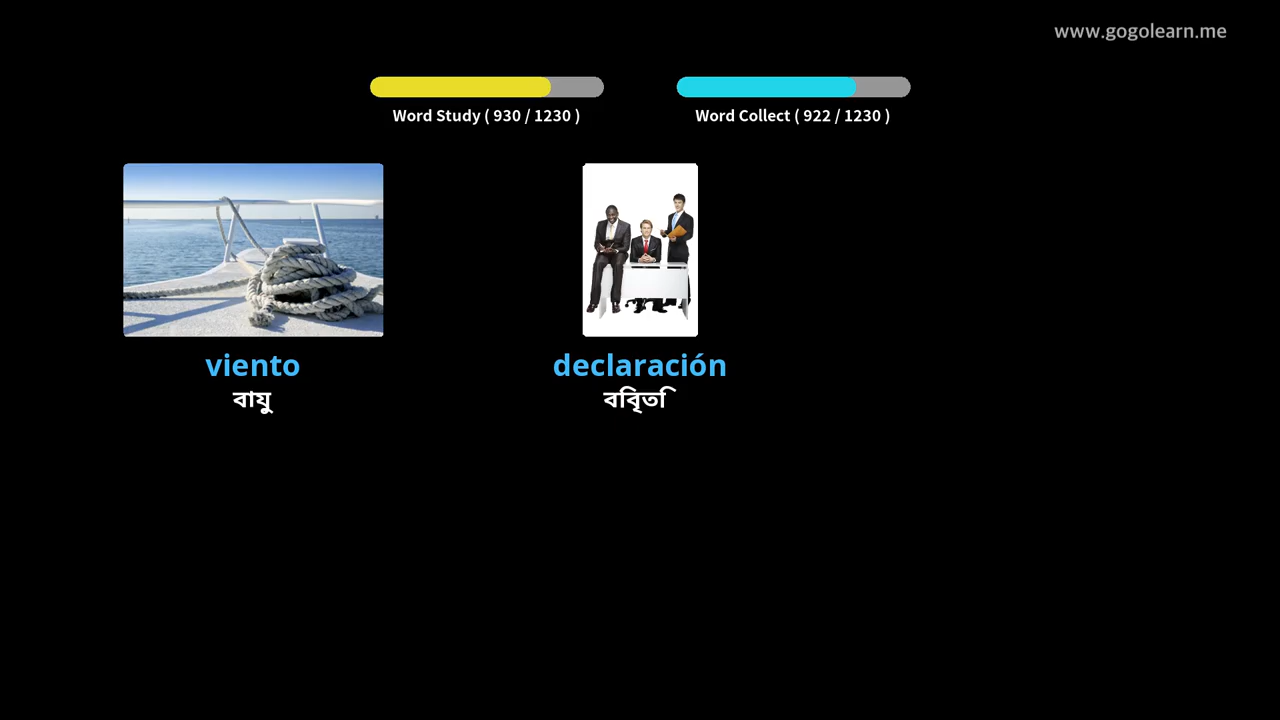 www.gogolearn.me
Word Study ( 930 / 1230 )
Word Collect ( 922 / 1230 )
viento
বাযু
declaración
বিবৃতি